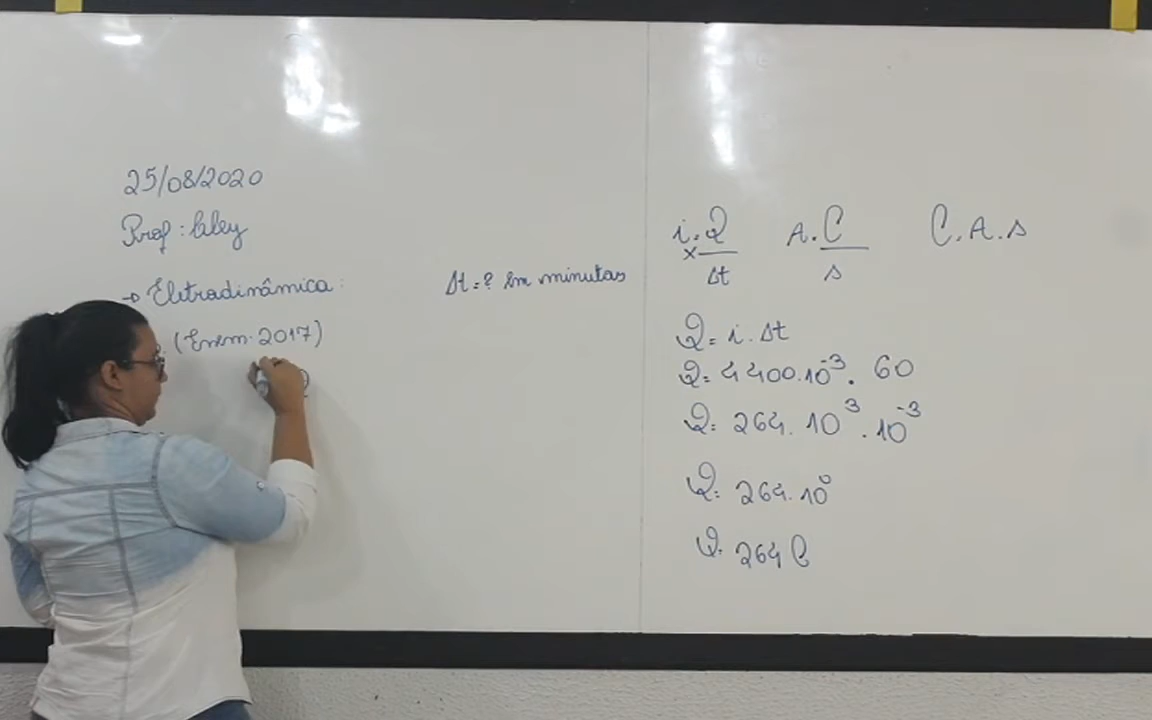 25/08/2020
Prof: Cley
→ Eletrodinâmica:
(Enem-2017)
Δt = ? em minutos
i = Q/Δt A = C/s C = A.s
Q = i.Δt
Q = 4400.10⁻³.60
Q = 264.10³.10⁻³
Q = 264.10⁰
Q = 264 C